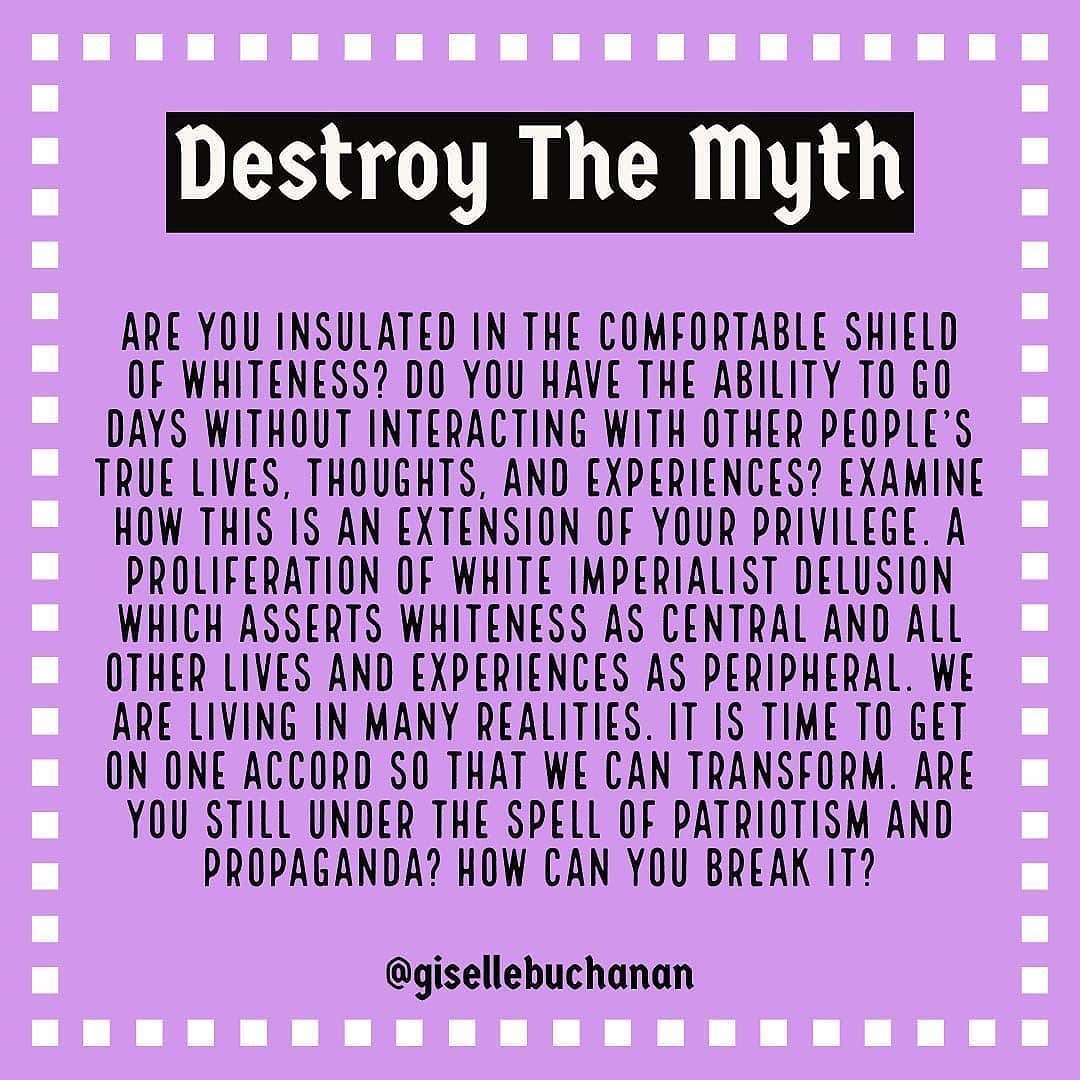 Destroy The Myth
ARE YOU INSULATED IN THE COMFORTABLE SHIELD
OF WHITENESS? DO YOU HAVE THE ABILITY TO GO
DAYS WITHOUT INTERACTING WITH OTHER PEOPLE'S
TRUE LIVES, THOUGHTS, AND EXPERIENCES? EXAMINE
HOW THIS IS AN EXTENSION OF YOUR PRIVILEGE. A
PROLIFERATION OF WHITE IMPERIALIST DELUSION
WHICH ASSERTS WHITENESS AS CENTRAL AND ALL
OTHER LIVES AND EXPERIENCES AS PERIPHERAL. WE
ARE LIVING IN MANY REALITIES. IT IS TIME TO GET
ON ONE ACCORD SO THAT WE CAN TRANSFORM. ARE
YOU STILL UNDER THE SPELL OF PATRIOTISM AND
PROPAGANDA? HOW CAN YOU BREAK IT?
@gisellebuchanan